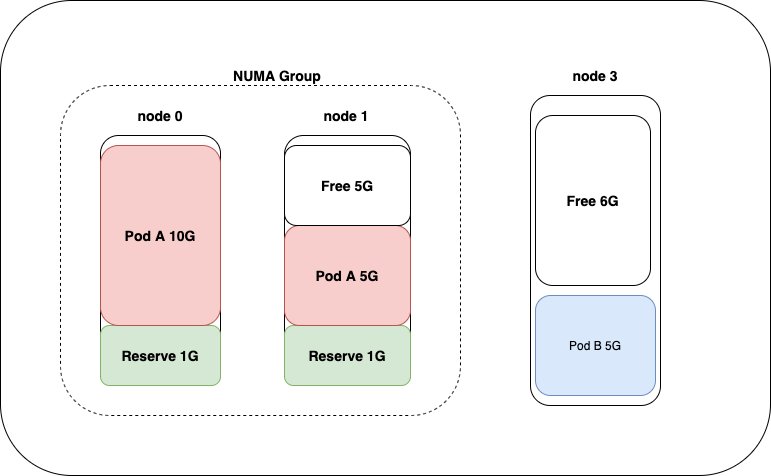 NUMA Group
node 0
node 1
node 3
Pod A 10G
Reserve 1G
Free 5G
Pod A 5G
Reserve 1G
Free 6G
Pod B 5G